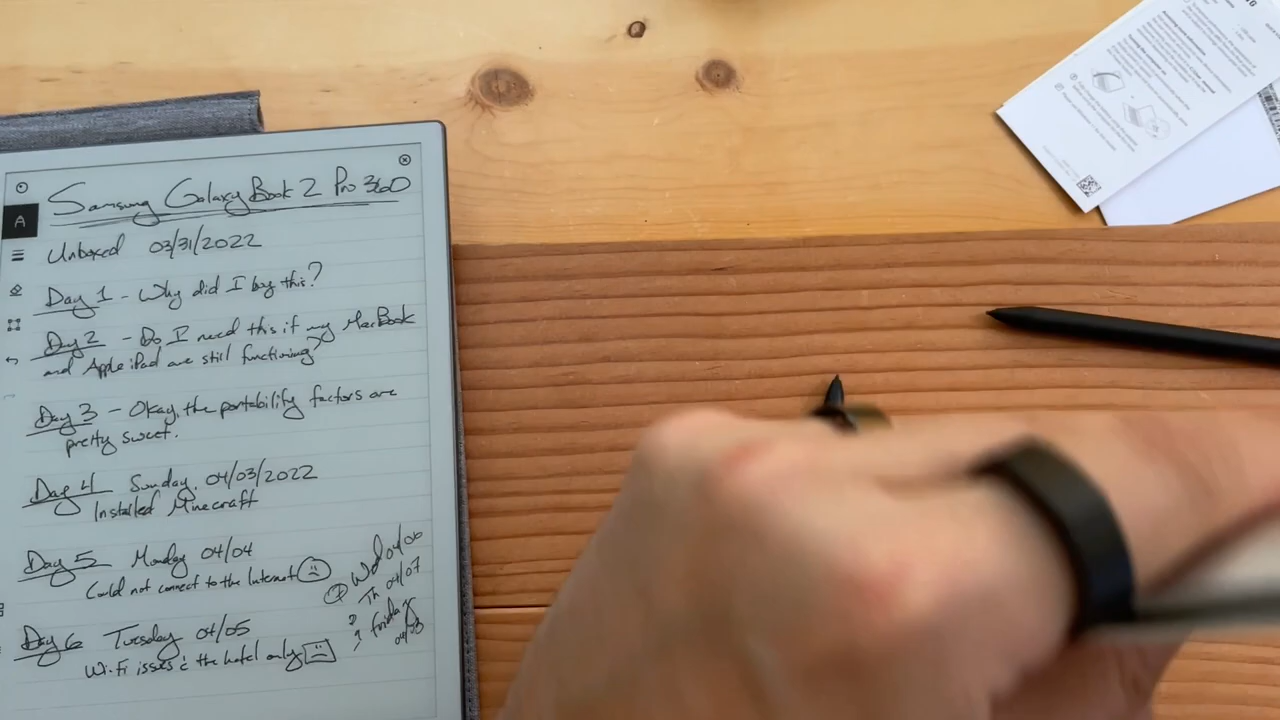 Samsung Galaxy Book 2 Pro 360
A
Unboxed 03/31/2022
Day 1 - Why did I buy this?
Day 2 - Do I need this if my MacBook
and Apple iPad are still functioning?
Day 3 - Okay, the portability factors are
pretty sweet.
Day 4 Sunday, 04/03/2022
Installed Minecraft
Day 5 Monday 04/04
Could not connect to the Internet
Day 6 Tuesday 04/05
Wi-Fi isses @ the hotel only
Wed 04/06
Th 04/07
Friday